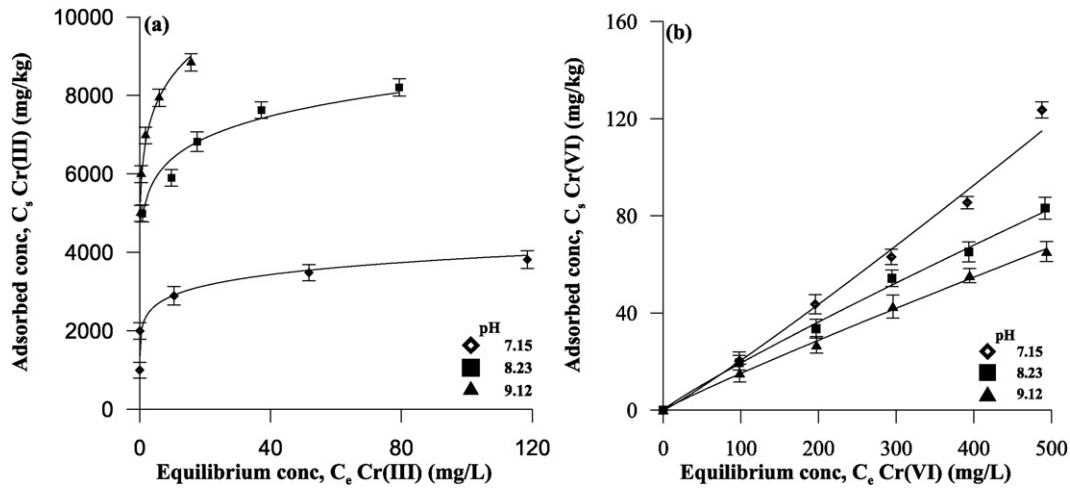 (a)
10000
8000
6000
4000
2000
0
Adsorbed conc, Cs Cr(III) (mg/kg)
pH
7.15
8.23
9.12
0 40 80 120
Equilibrium conc, Ce Cr(III) (mg/L)
(b)
160
120
80
40
0
Adsorbed conc, Cs Cr(VI) (mg/kg)
pH
7.15
8.23
9.12
0 100 200 300 400 500
Equilibrium conc, Ce Cr(VI) (mg/L)